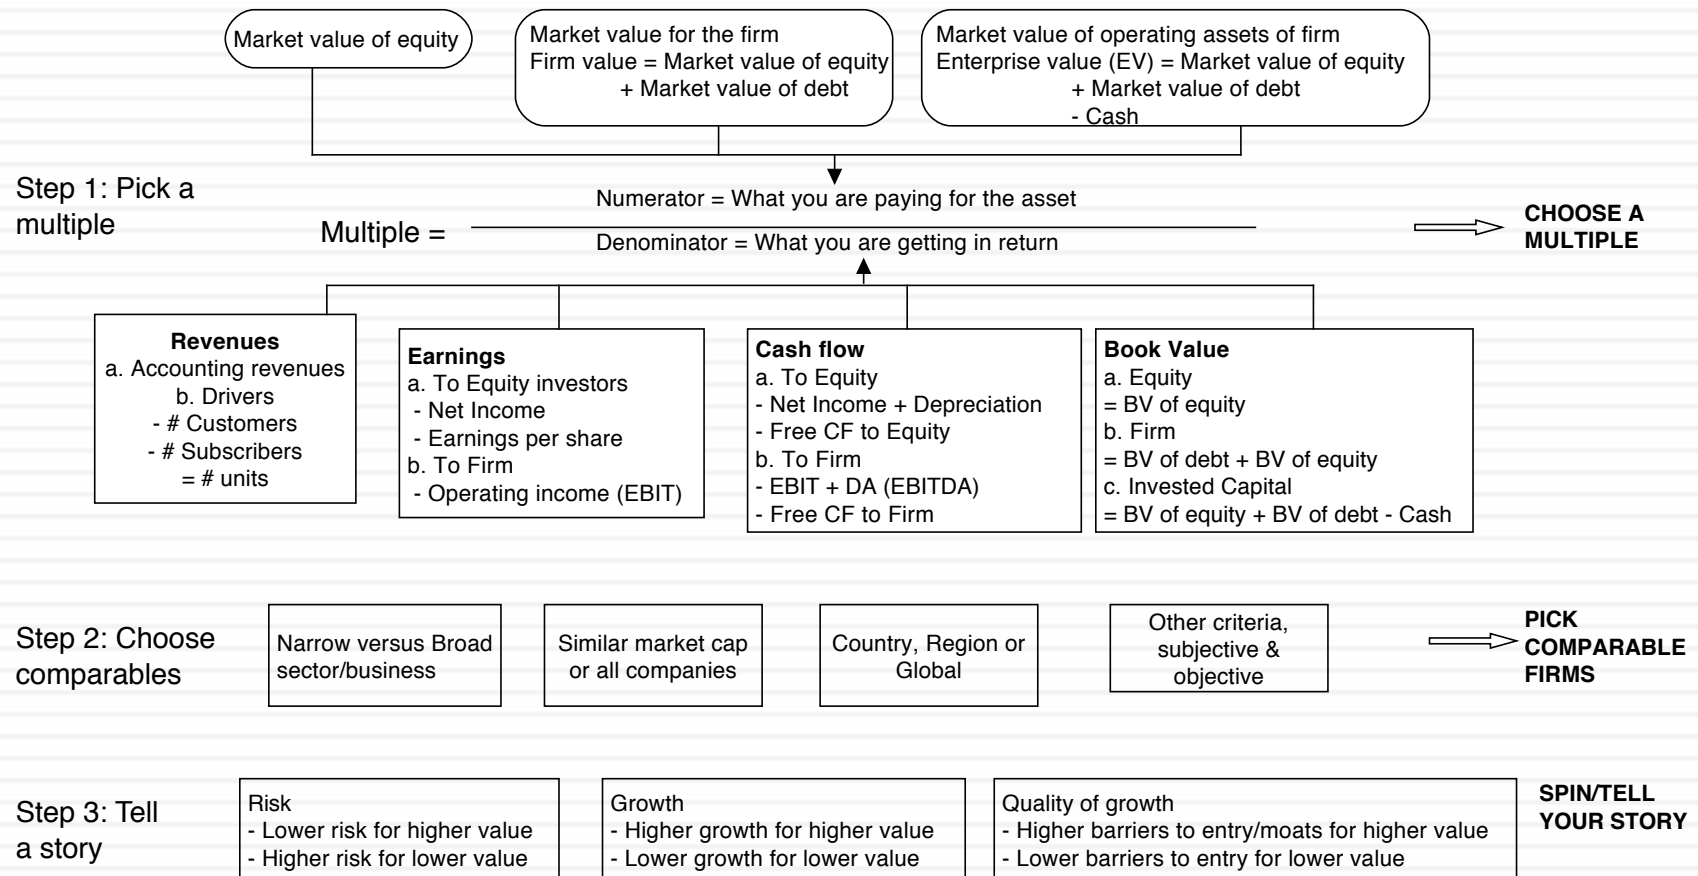 Market value of equity
Market value for the firm
Firm value = Market value of equity
+ Market value of debt
Market value of operating assets of firm
Enterprise value (EV) = Market value of equity
+ Market value of debt
- Cash
Step 1: Pick a
multiple
Multiple =
Numerator = What you are paying for the asset
Denominator = What you are getting in return
CHOOSE A
MULTIPLE
Revenues
a. Accounting revenues
b. Drivers
- # Customers
- # Subscribers
= # units
Earnings
a. To Equity investors
- Net Income
- Earnings per share
b. To Firm
- Operating income (EBIT)
Cash flow
a. To Equity
- Net Income + Depreciation
- Free CF to Equity
b. To Firm
- EBIT + DA (EBITDA)
- Free CF to Firm
Book Value
a. Equity
= BV of equity
b. Firm
= BV of debt + BV of equity
c. Invested Capital
= BV of equity + BV of debt - Cash
Step 2: Choose
comparables
Narrow versus Broad
sector/business
Similar market cap
or all companies
Country, Region or
Global
Other criteria,
subjective &
objective
PICK
COMPARABLE
FIRMS
Step 3: Tell
a story
Risk
- Lower risk for higher value
- Higher risk for lower value
Growth
- Higher growth for higher value
- Lower growth for lower value
Quality of growth
- Higher barriers to entry/moats for higher value
- Lower barriers to entry for lower value
SPIN/TELL
YOUR STORY